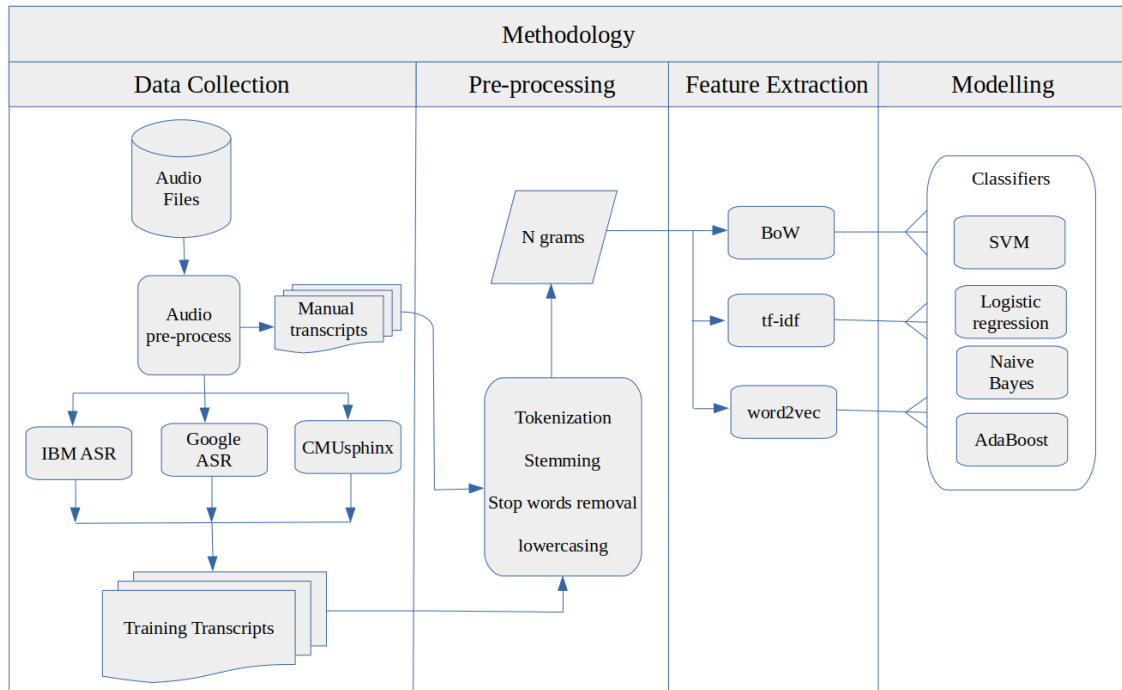 Methodology
Data Collection
Pre-processing
Feature Extraction
Modelling
Audio
Files
Audio
pre-process
Manual
transcripts
IBM ASR
Google
ASR
CMUsphinx
Training Transcripts
N grams
Tokenization
Stemming
Stop words removal
lowercasing
BoW
tf-idf
word2vec
Classifiers
SVM
Logistic
regression
Naive
Bayes
AdaBoost